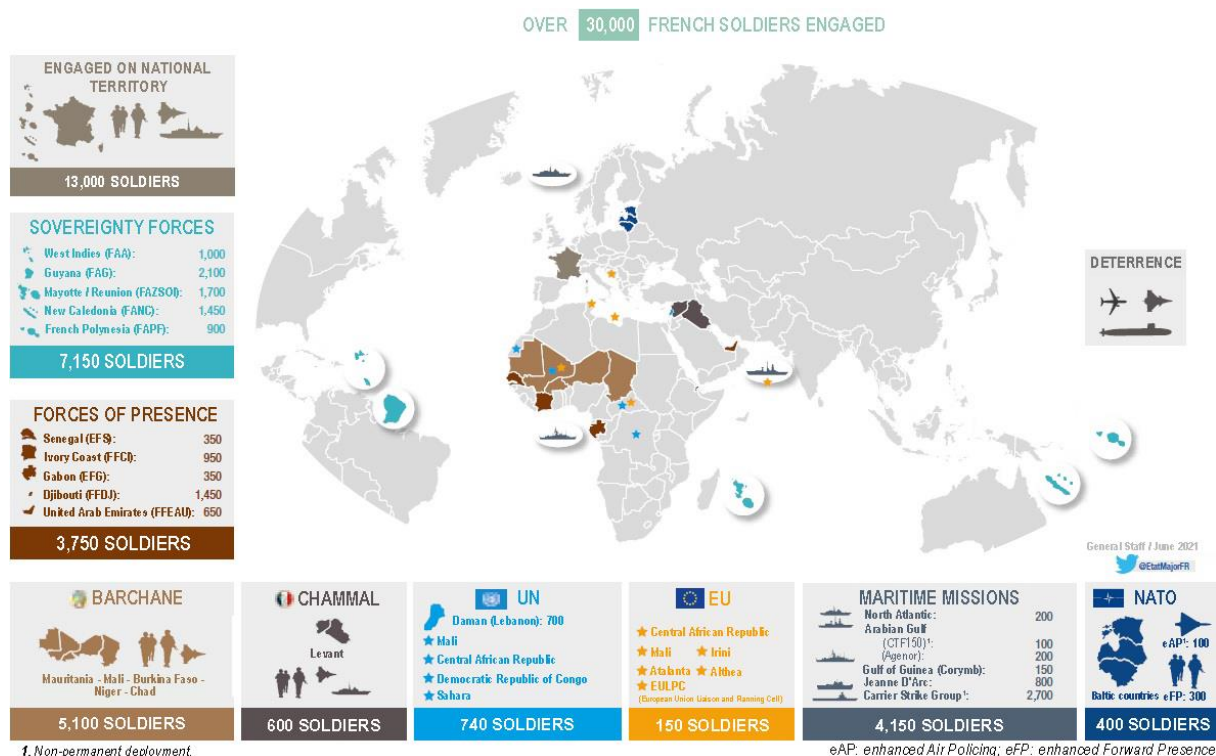 OVER 30,000 FRENCH SOLDIERS ENGAGED
ENGAGED ON NATIONAL
TERRITORY
13,000 SOLDIERS
SOVEREIGNTY FORCES
West Indies (FAA): 1,000
Guyana (FAG): 2,100
Mayotte / Reunion (FAZSOI): 1,700
New Caledonia (FANC): 1,450
French Polynesia (FAPF): 900
7,150 SOLDIERS
FORCES OF PRESENCE
Senegal (EFS): 350
Ivory Coast (FFCI): 950
Gabon (EFG): 350
Djibouti (FFDJ): 1,450
United Arab Emirates (FFEAU): 650
3,750 SOLDIERS
DETERRENCE
General Staff / June 2021
@EtatMajorFR
BARCHANE
Mauritania - Mali - Burkina Faso -
Niger - Chad
5,100 SOLDIERS
CHAMMAL
Levant
600 SOLDIERS
UN
Daman (Lebanon): 700
Mali
Central African Republic
Democratic Republic of Congo
Sahara
740 SOLDIERS
EU
Central African Republic
Mali Irini
Atalanta Althea
EULPC
(European Union Liaison and Planning Cell)
150 SOLDIERS
MARITIME MISSIONS
North Atlantic: 200
Arabian Gulf
(CTF150)¹: 100
(Agenor): 200
Gulf of Guinea (Corymb): 150
Jeanne D'Arc: 800
Carrier Strike Group¹: 2,700
4,150 SOLDIERS
NATO
eAP¹: 100
Baltic countries eFP: 300
400 SOLDIERS
1. Non-permanent deployment.
eAP: enhanced Air Policing; eFP: enhanced Forward Presence